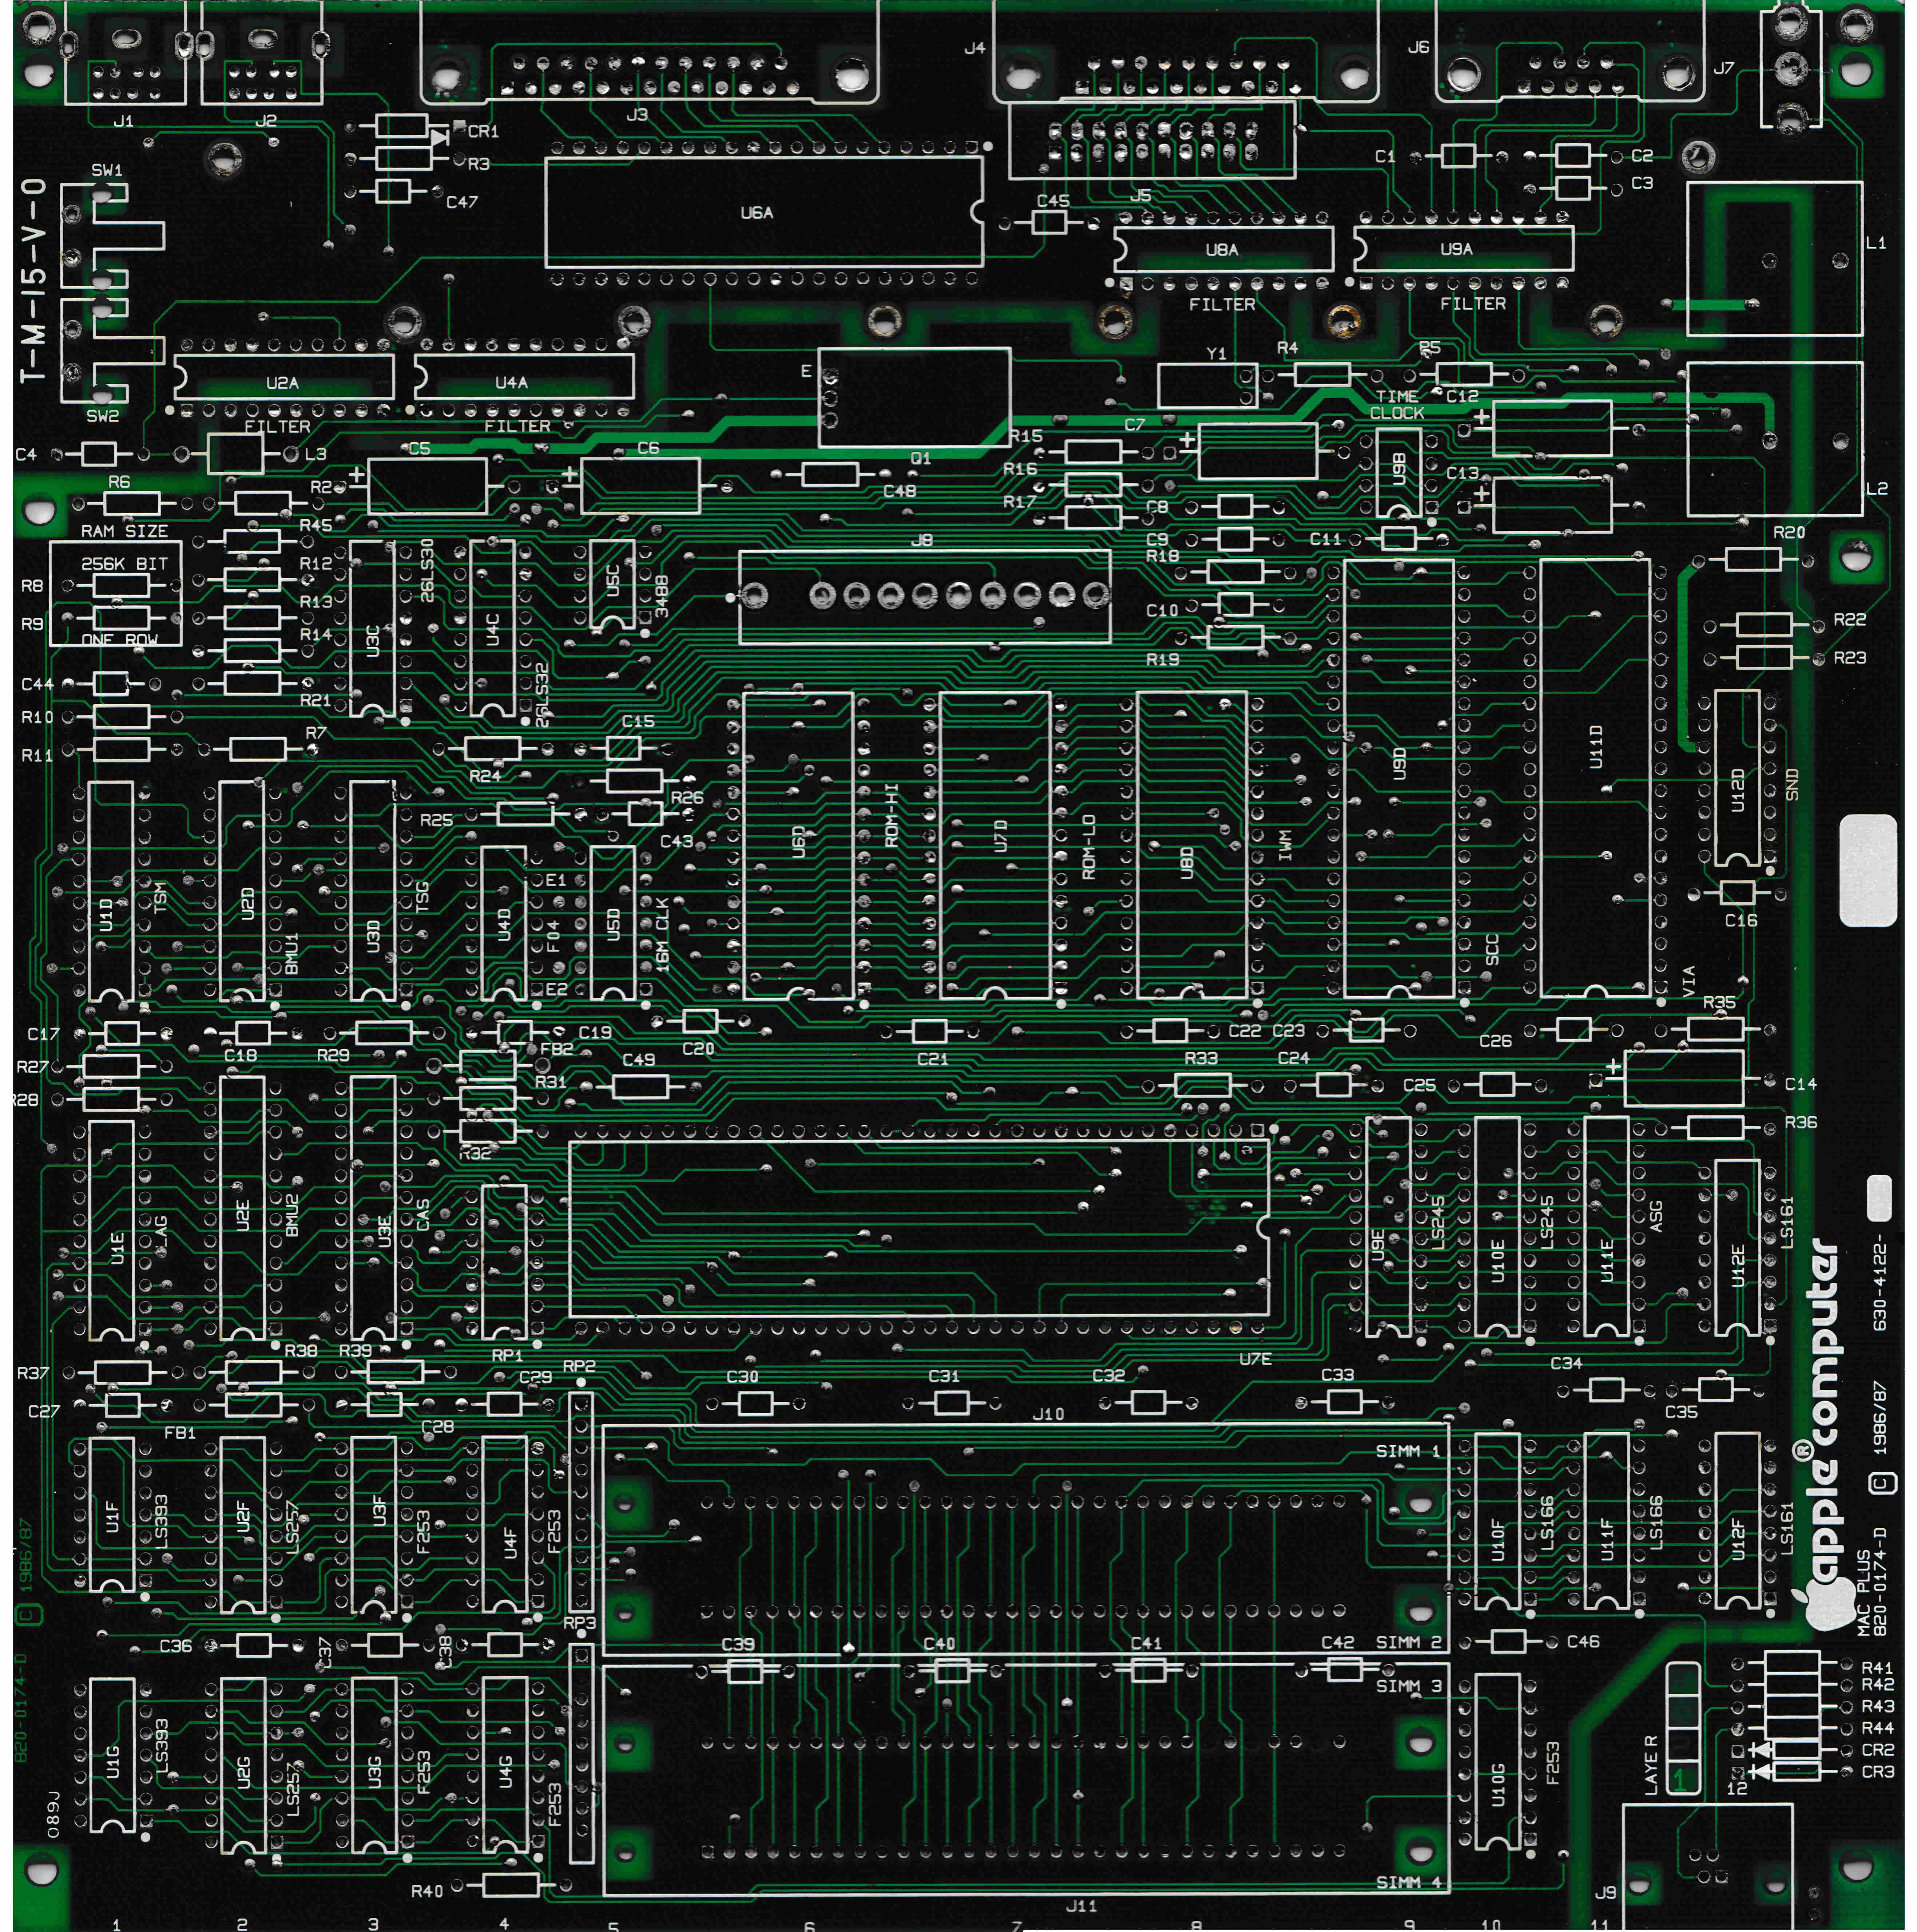 J1
J2
J3
J4
J6
J7
CR1
R3
C47
SW1
T-M-15-V-0
U6A
C45
J5
C1
C2
C3
U8A
U9A
L1
FILTER
FILTER
U2A
U4A
SW2
FILTER
FILTER
E
Q1
Y1
R4
R5
TIME
CLOCK
C12
C4
L3
C5
C6
C7
R15
R16
R17
C48
U9B
C13
L2
R6
R2
RAM SIZE
256K BIT
ONE ROW
R8
R9
R45
R12
R13
R14
R21
U3C
26LS30
U4C
26LS32
U5C
3488
J8
C8
C9
R18
C10
R19
C11
R20
R22
R23
C44
R10
R11
R7
R24
C15
R26
R25
C43
U1D
TSM
U2D
BMU1
U3D
TSG
U4D
E1
F04
E2
U5D
16M CLK
U6D
ROM-HI
U7D
ROM-LO
U8D
IWM
U9D
SCC
U11D
VIA
U12D
SND
C16
R35
C17
C18
R29
C19
FB2
C20
C21
C22
C23
C24
C26
R27
R28
R31
C49
R33
C25
C14
R32
R36
U1E
LAG
U2E
BMU2
U3E
CAS
RP1
U7E
U9E
LS245
U10E
LS245
U11E
ASG
U12E
LS161
R37
R38
R39
RP2
C27
FB1
C28
C29
C30
C31
C32
C33
C34
C35
J10
SIMM 1
SIMM 2
U1F
LS393
U2F
LS257
U3F
F253
U4F
F253
RP3
U10F
LS166
U11F
LS166
U12F
LS161
apple computer ®
MAC PLUS
820-0174-D © 1986/87 630-4122-
820-0174-D © 1986/87
C36
C37
C38
C39
C40
C41
C42
C46
SIMM 3
SIMM 4
J11
U1G
LS393
U2G
LS257
U3G
F253
U4G
F253
U10G
F253
R40
089J
LAYE R
1
R41
R42
R43
R44
CR2
CR3
12
J9
1 2 3 4 5 6 7 8 9 10 11